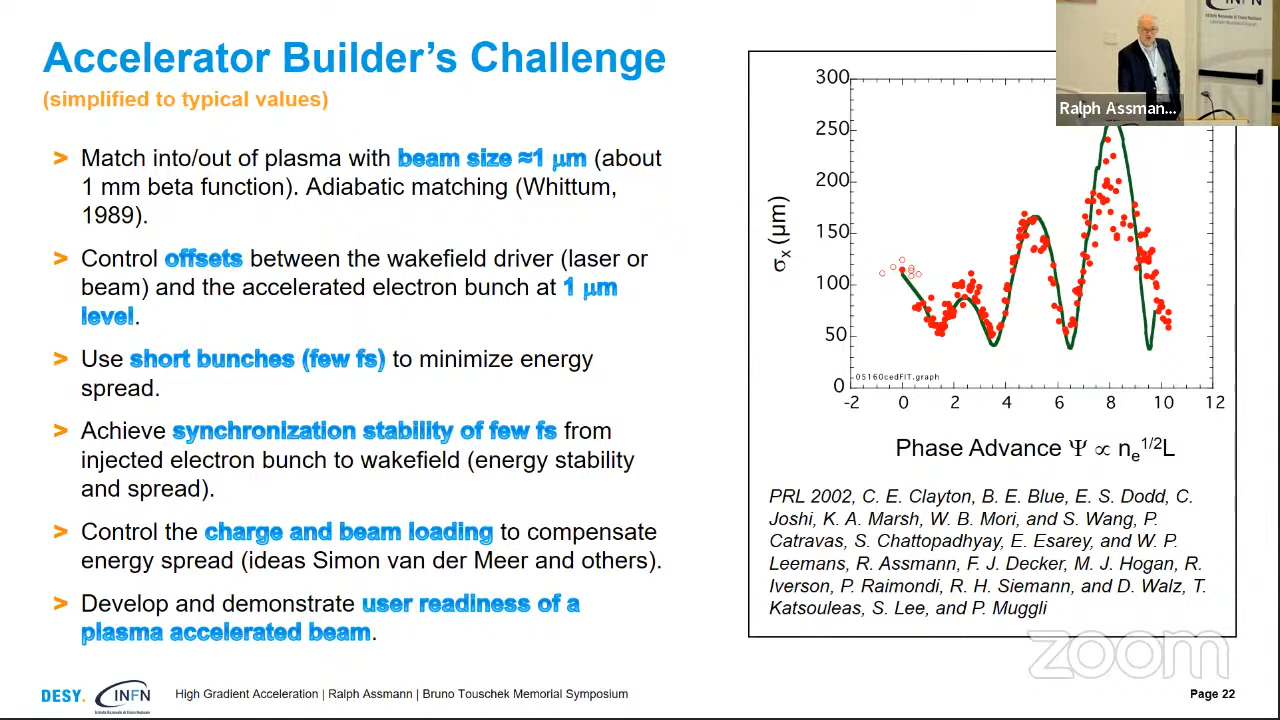 Accelerator Builder's Challenge
(simplified to typical values)
> Match into/out of plasma with beam size ≈1 μm (about
1 mm beta function). Adiabatic matching (Whittum,
1989).
> Control offsets between the wakefield driver (laser or
beam) and the accelerated electron bunch at 1 μm
level.
> Use short bunches (few fs) to minimize energy
spread.
> Achieve synchronization stability of few fs from
injected electron bunch to wakefield (energy stability
and spread).
> Control the charge and beam loading to compensate
energy spread (ideas Simon van der Meer and others).
> Develop and demonstrate user readiness of a
plasma accelerated beam.
300
250
200
150
100
50
0
σx (μm)
05160cedFIT.graph
-2 0 2 4 6 8 10 12
Phase Advance Ψ ∝ ne1/2L
PRL 2002, C. E. Clayton, B. E. Blue, E. S. Dodd, C.
Joshi, K. A. Marsh, W. B. Mori, and S. Wang, P.
Catravas, S. Chattopadhyay, E. Esarey, and W. P.
Leemans, R. Assmann, F. J. Decker, M. J. Hogan, R.
Iverson, P. Raimondi, R. H. Siemann, and D. Walz, T.
Katsouleas, S. Lee, and P. Muggli
INFN
Ralph Assman...
zoom
DESY.
INFN
High Gradient Acceleration | Ralph Assmann | Bruno Touschek Memorial Symposium
Page 22